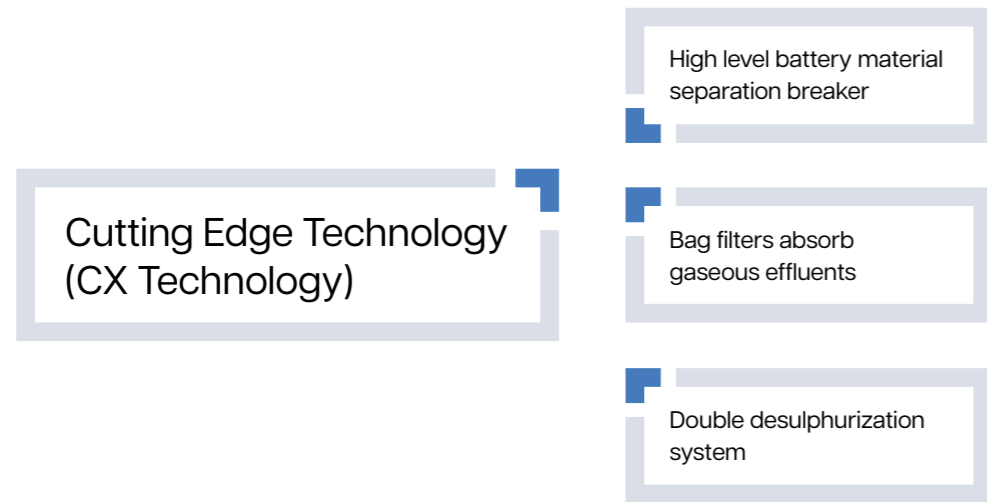 Cutting Edge Technology
(CX Technology)
High level battery material
separation breaker
Bag filters absorb
gaseous effluents
Double desulphurization
system